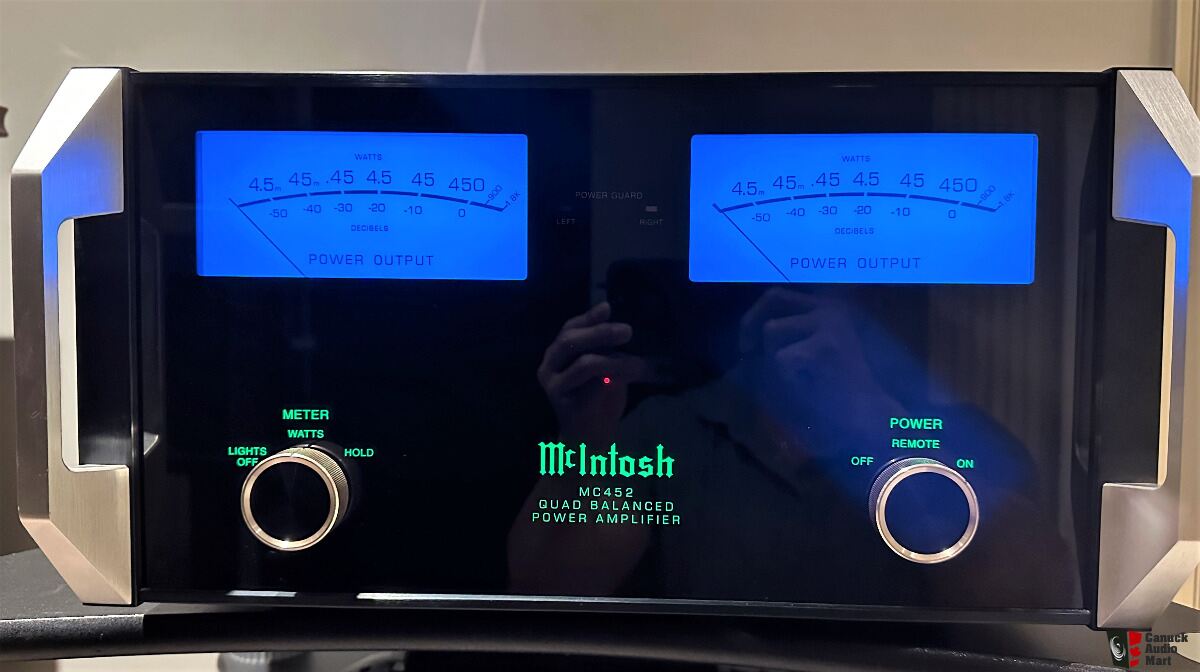 WATTS
4.5m 45m .45 4.5 45 450 900 1.8K
-50 -40 -30 -20 -10 0
DECIBELS
POWER OUTPUT
POWER GUARD
LEFT RIGHT
WATTS
4.5m 45m .45 4.5 45 450 900 1.8K
-50 -40 -30 -20 -10 0
DECIBELS
POWER OUTPUT
METER
WATTS
LIGHTS
OFF
HOLD
McIntosh
MC452
QUAD BALANCED
POWER AMPLIFIER
POWER
REMOTE
OFF ON
Canuck
Audio
Mart